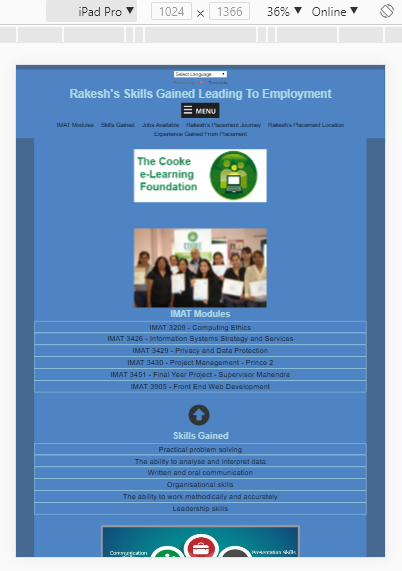 iPad Pro ▼ 1024 x 1366 36% ▼ Online ▼
Select Language
Rakesh's Skills Gained Leading To Employment
☰ MENU
IMAT Modules Skills Gained Jobs Available Rakesh's Placement Journey Rakesh's Placement Location
Experience Gained From Placement
The Cooke
e-Learning
Foundation
COOKE
IMAT Modules
IMAT 3209 - Computing Ethics
IMAT 3426 - Information Systems Strategy and Services
IMAT 3429 - Privacy and Data Protection
IMAT 3430 - Project Management - Prince 2
IMAT 3451 - Final Year Project - Supervisor Mahendra
IMAT 3905 - Front End Web Development
Skills Gained
Practical problem solving
The ability to analyse and interpret data
Written and oral communication
Organisational skills
The ability to work methodically and accurately
Leadership skills
Communication Presentation Skills